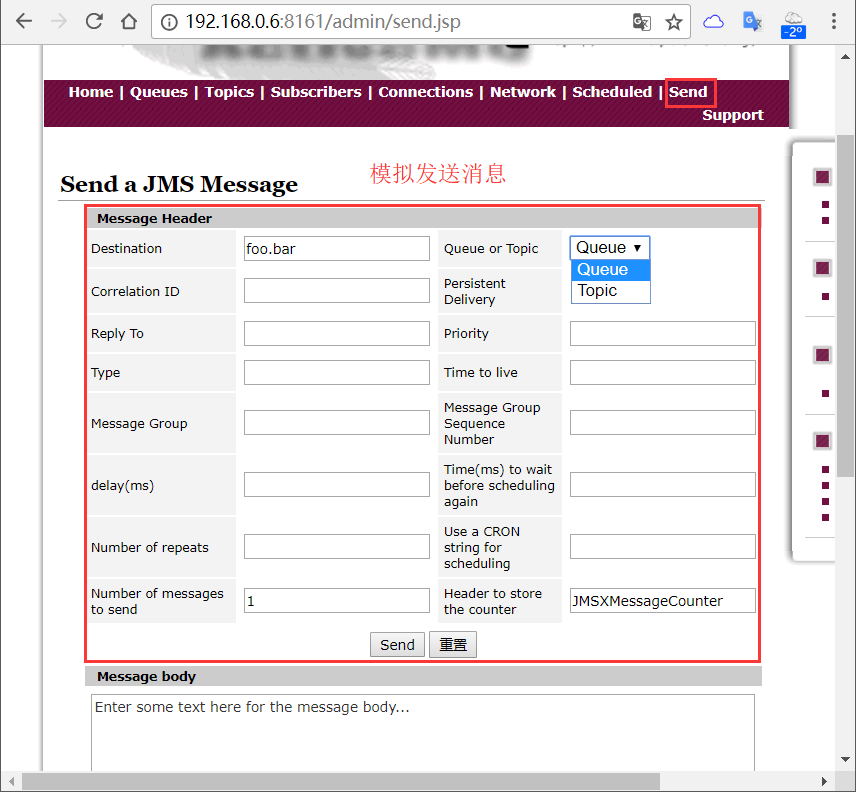 192.168.0.6:8161/admin/send.jsp
-2°
Home | Queues | Topics | Subscribers | Connections | Network | Scheduled | Send
Support
模拟发送消息
Send a JMS Message
Message Header
Destination foo.bar Queue or Topic Queue
Queue
Topic
Correlation ID Persistent
Delivery
Reply To Priority
Type Time to live
Message Group Message Group
Sequence
Number
delay(ms) Time(ms) to wait
before scheduling
again
Number of repeats Use a CRON
string for
scheduling
Number of messages
to send 1 Header to store
the counter JMSXMessageCounter
Send 重置
Message body
Enter some text here for the message body...